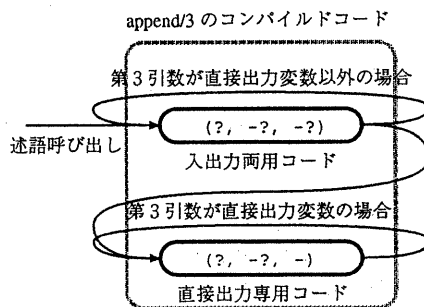 append/3 のコンパイルドコード
第3引数が直接出力変数以外の場合
(?, -?, -?)
述語呼び出し
入出力両用コード
第3引数が直接出力変数の場合
(?, -?, -)
直接出力専用コード